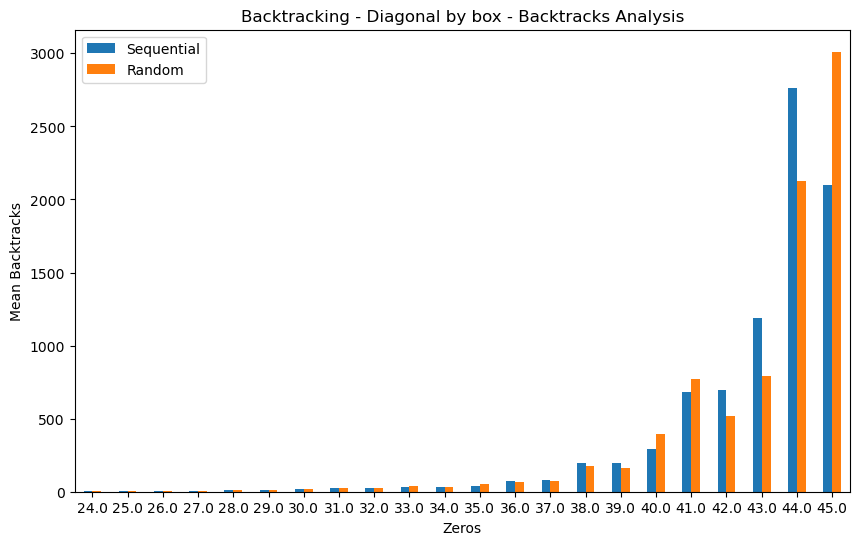 Backtracking - Diagonal by box - Backtracks Analysis
Sequential
Random
3000
2500
2000
1500
1000
500
0
Mean Backtracks
24.0 25.0 26.0 27.0 28.0 29.0 30.0 31.0 32.0 33.0 34.0 35.0 36.0 37.0 38.0 39.0 40.0 41.0 42.0 43.0 44.0 45.0
Zeros